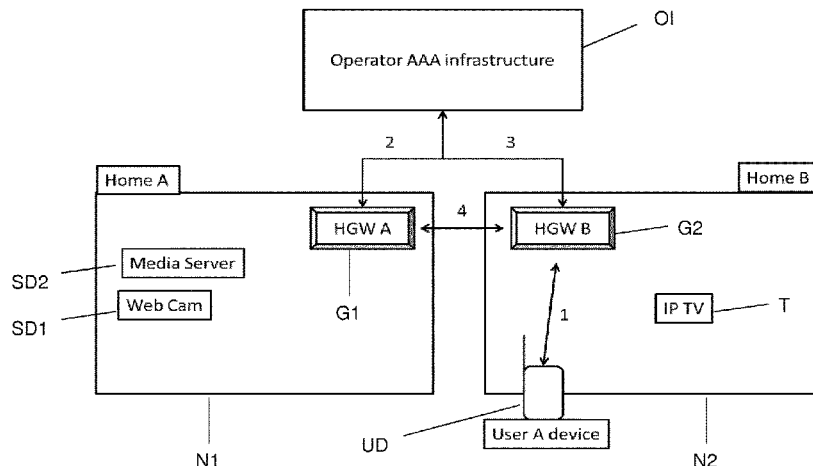 OI
Operator AAA infrastructure
2
3
Home A
Home B
HGW A
4
HGW B
G2
Media Server
SD2
Web Cam
SD1
G1
1
IP TV
T
UD
User A device
N1
N2